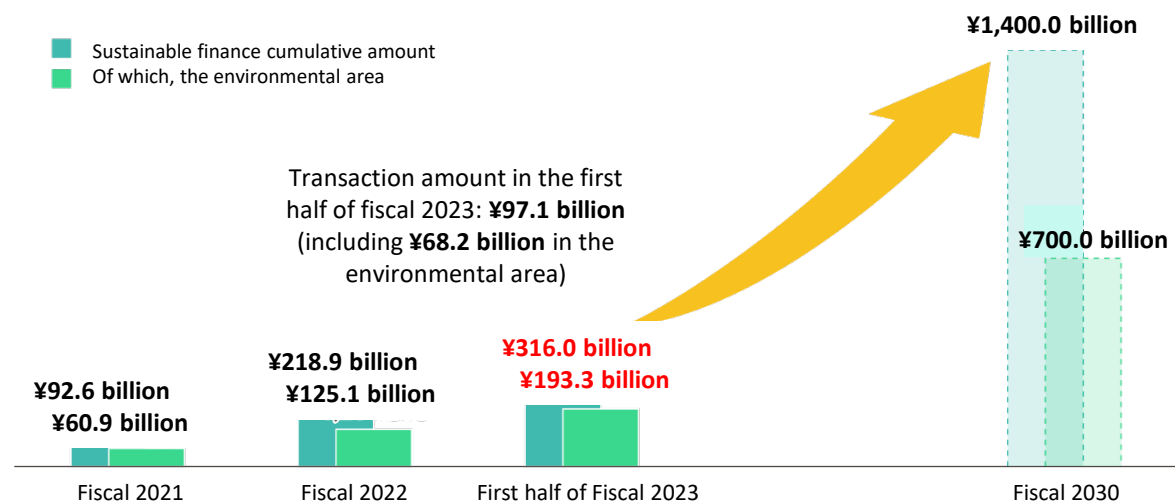 ¥1,400.0 billion
Sustainable finance cumulative amount
Of which, the environmental area
Transaction amount in the first
half of fiscal 2023: ¥97.1 billion
(including ¥68.2 billion in the
environmental area)
¥700.0 billion
¥316.0 billion
¥193.3 billion
¥218.9 billion
¥125.1 billion
¥92.6 billion
¥60.9 billion
Fiscal 2021
Fiscal 2022
First half of Fiscal 2023
Fiscal 2030